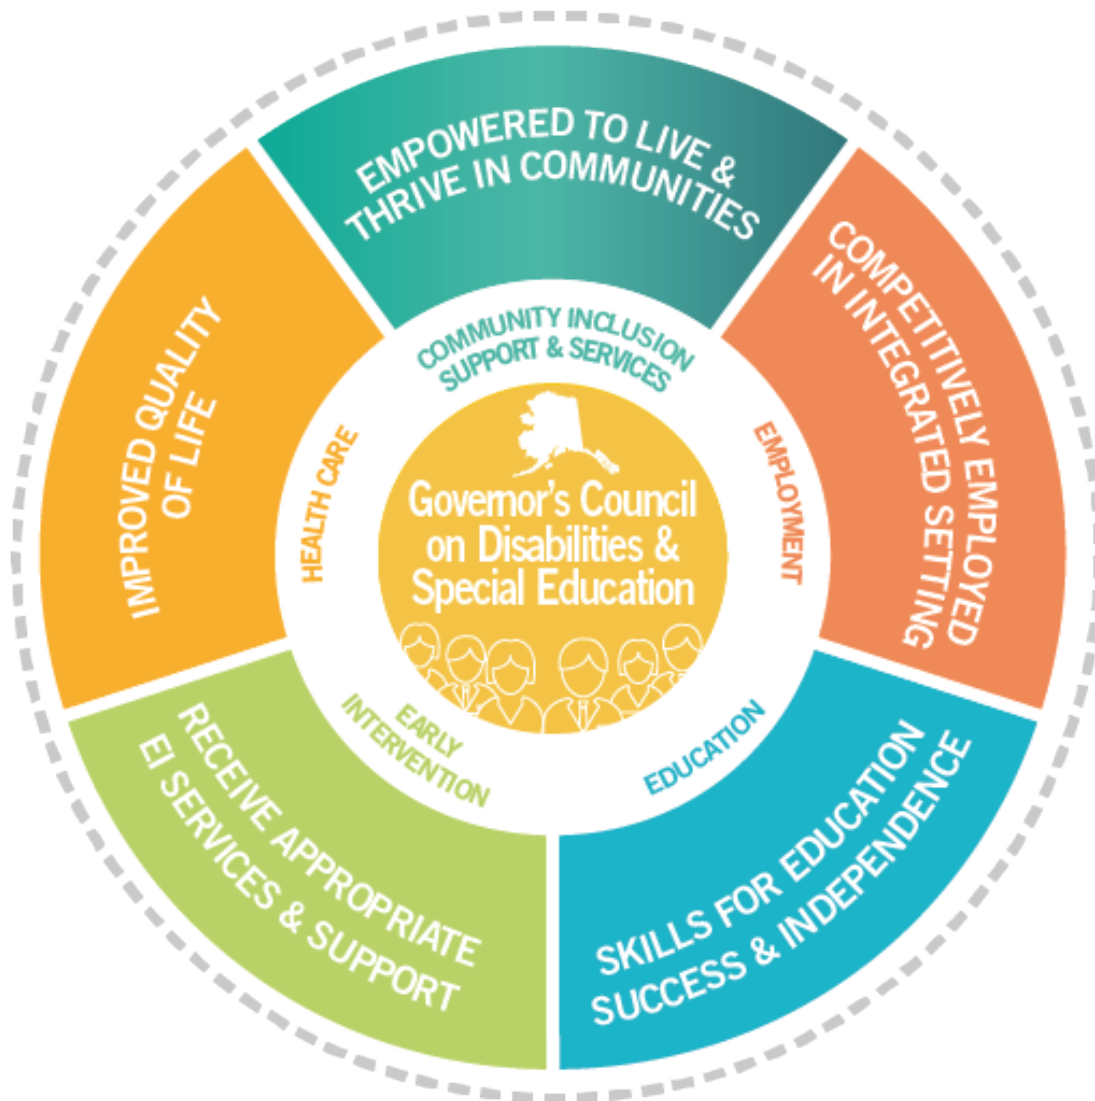 EMPOWERED TO LIVE &
THRIVE IN COMMUNITIES
COMMUNITY INCLUSION
SUPPORT & SERVICES
COMPETITIVELY EMPLOYED
IN INTEGRATED SETTING
EMPLOYMENT
SKILLS FOR EDUCATION
SUCCESS & INDEPENDENCE
EDUCATION
RECEIVE APPROPRIATE
EI SERVICES & SUPPORT
EARLY
INTERVENTION
IMPROVED QUALITY
OF LIFE
HEALTH CARE
Governor's Council
on Disabilities &
Special Education